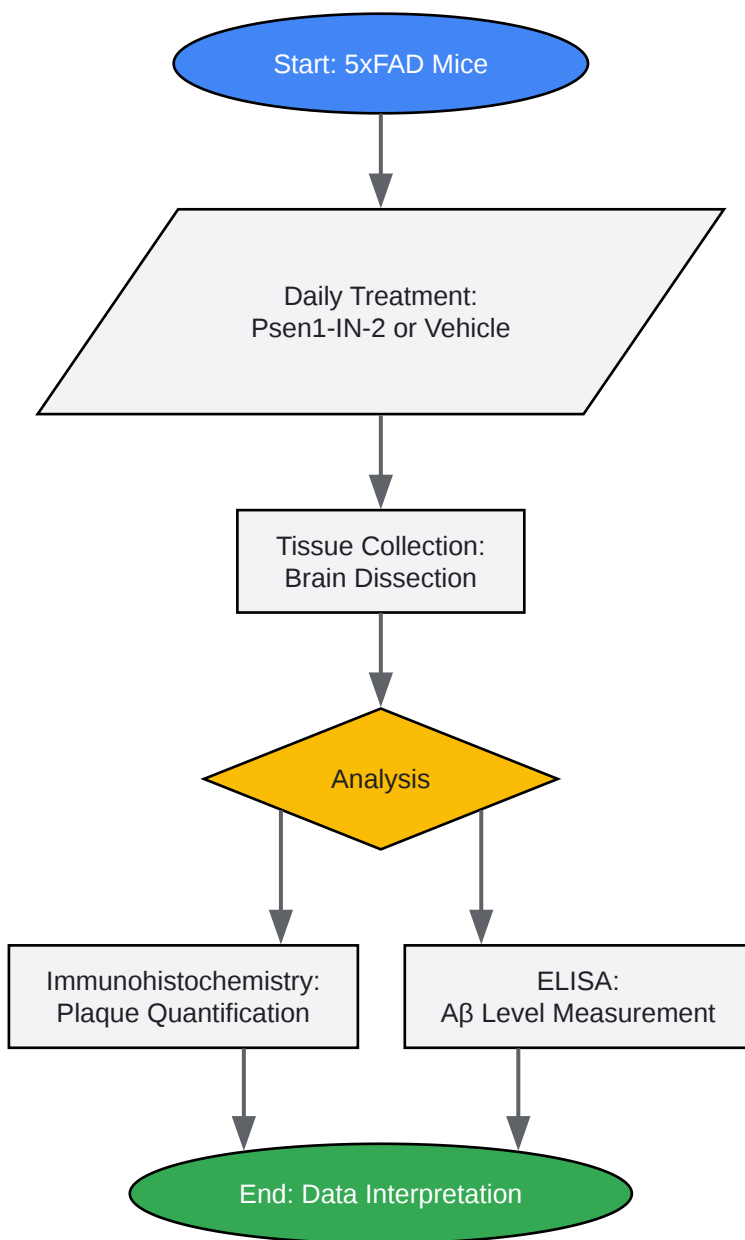 Start: 5xFAD Mice
Daily Treatment:
Psen1-IN-2 or Vehicle
Tissue Collection:
Brain Dissection
Analysis
Immunohistochemistry:
Plaque Quantification
ELISA:
Aβ Level Measurement
End: Data Interpretation